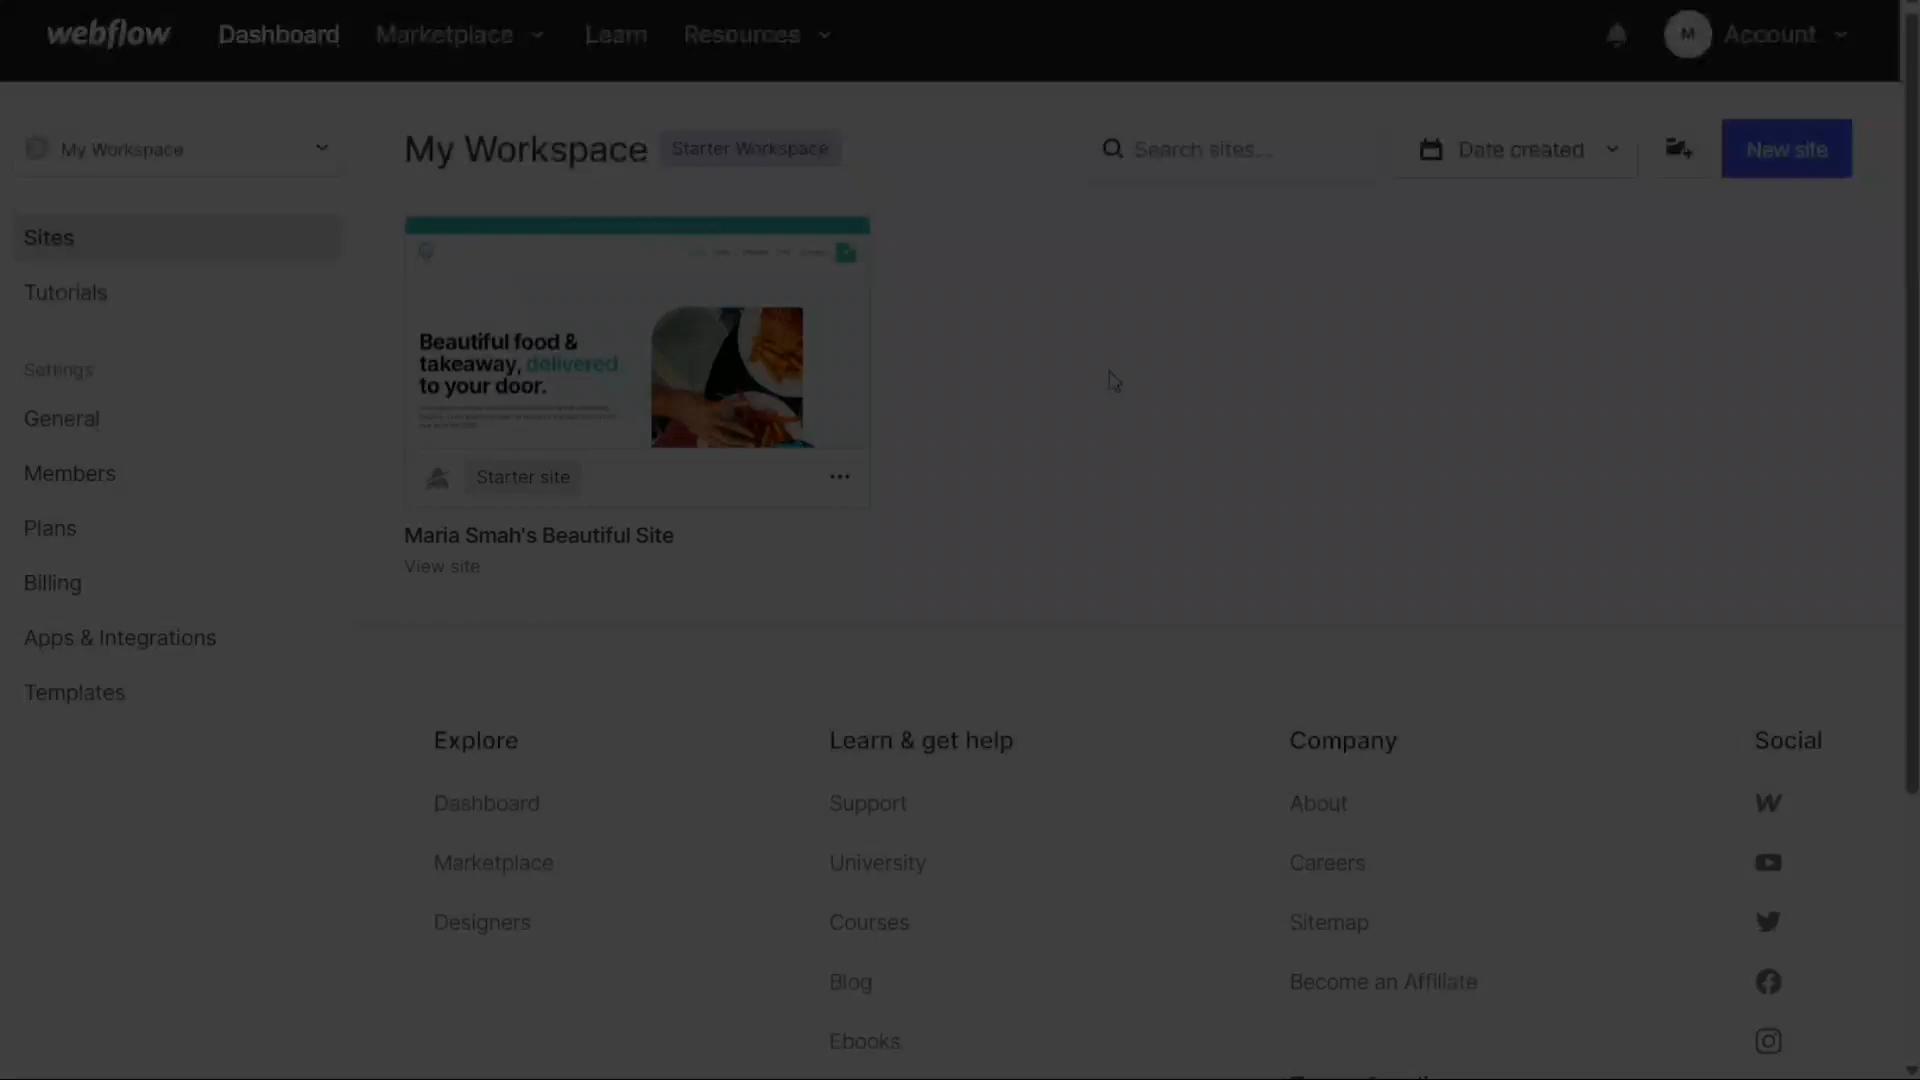 webflow
Dashboard
Marketplace
Learn
Resources
M
Account
My Workspace
My Workspace
Starter Workspace
Search sites...
Date created
New site
Sites
Tutorials
Settings
General
Members
Plans
Billing
Apps & Integrations
Templates
Beautiful food &
takeaway, delivered
to your door.
Starter site
Maria Smah's Beautiful Site
View site
Explore
Dashboard
Marketplace
Designers
Learn & get help
Support
University
Courses
Blog
Ebooks
Company
About
Careers
Sitemap
Become an Affiliate
Social